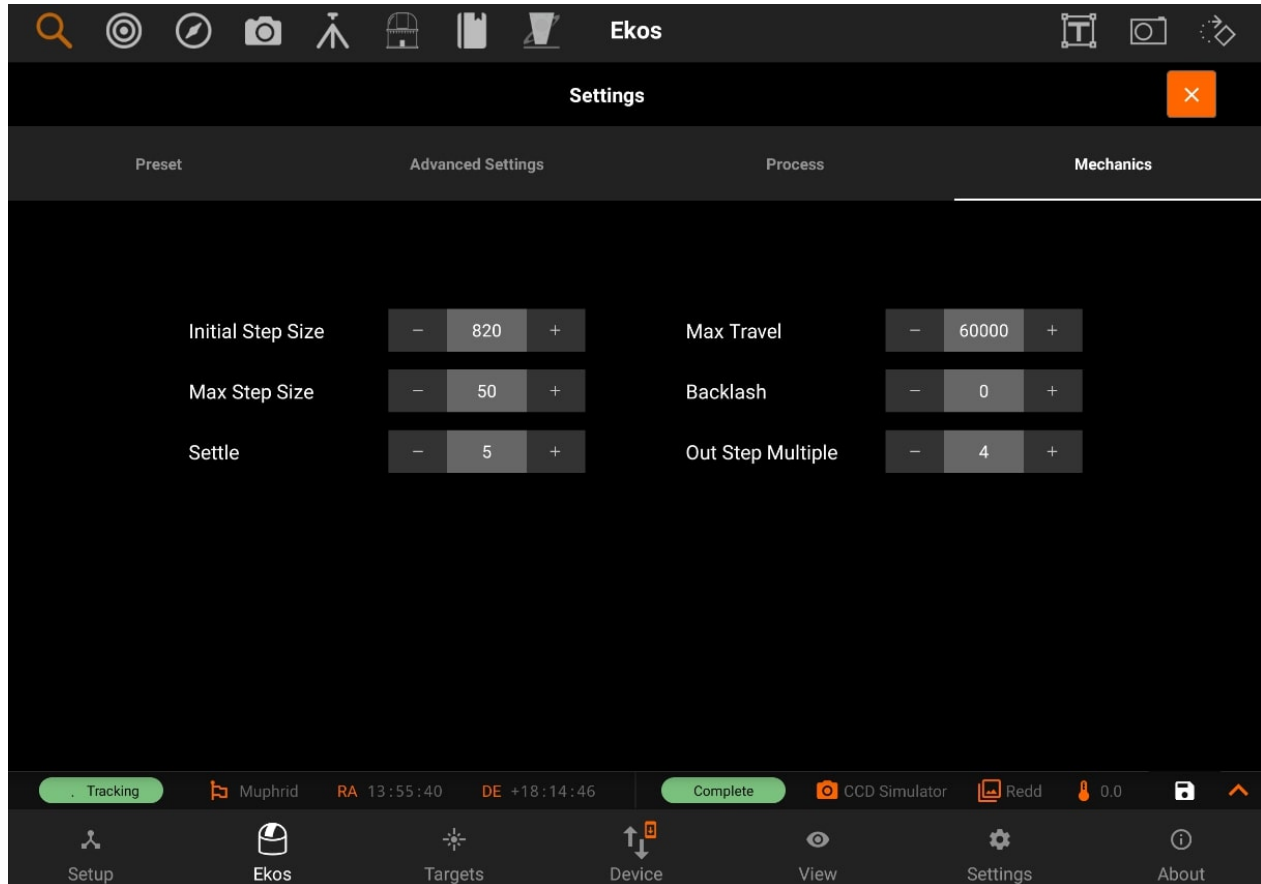 Ekos
Settings
Preset Advanced Settings Process Mechanics
Initial Step Size − 820 + Max Travel − 60000 +
Max Step Size − 50 + Backlash − 0 +
Settle − 5 + Out Step Multiple − 4 +
. Tracking Muphrid RA 13:55:40 DE +18:14:46 Complete CCD Simulator Redd 0.0
Setup Ekos Targets Device View Settings About